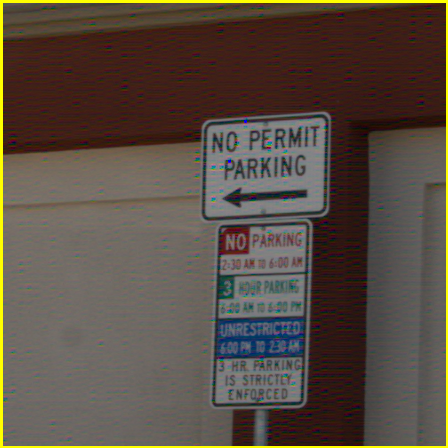 NO PERMIT
PARKING
NO PARKING
2:30 AM TO 6:00 AM
3 HOUR PARKING
6:00 AM TO 6:00 PM
UNRESTRICTED
6:00 PM TO 2:30 AM
3 HR. PARKING
IS STRICTLY
ENFORCED